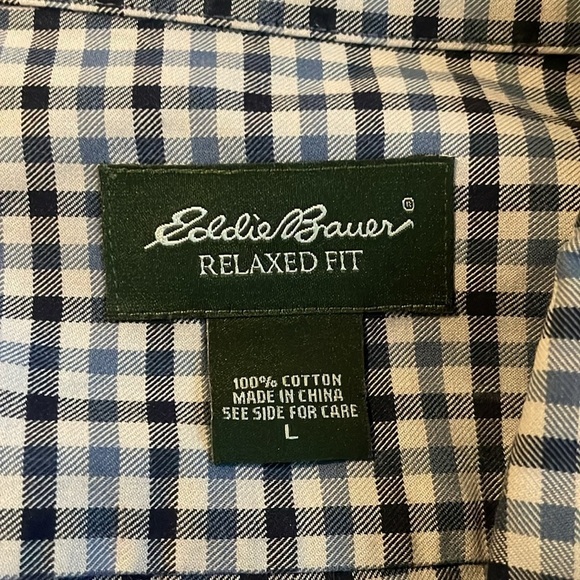 Eddie Bauer®
RELAXED FIT
100% COTTON
MADE IN CHINA
SEE SIDE FOR CARE
L